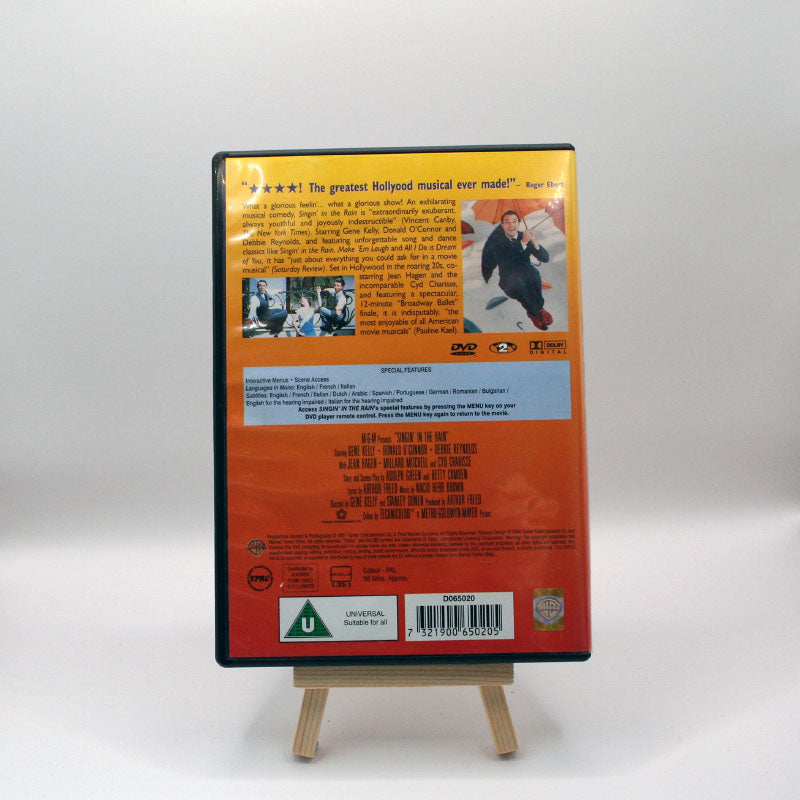 “★★★★! The greatest Hollyood musical ever made!”– Roger Ebert
What a glorious feelin'... what a glorious show! An exhilarating
musical comedy, Singin' in the Rain is “extraordinarily exuberant,
always youthful and joyously indestructible” (Vincent Canby,
The New York Times). Starring Gene Kelly, Donald O'Connor and
Debbie Reynolds, and featuring unforgettable song and dance
classics like Singin' in the Rain, Make 'Em Laugh and All I Do is Dream
of You, it has “just about everything you could ask for in a movie
musical” (Saturday Review). Set in Hollywood in the roaring 20s, co-
starring Jean Hagen and the
incomparable Cyd Charisse,
and featuring a spectacular,
12-minute “Broadway Ballet”
finale, it is indisputably, “the
most enjoyable of all American
movie musicals” (Pauline Kael).
DVD VIDEO 2 DOLBY DIGITAL
SPECIAL FEATURES
Interactive Menus • Scene Access
Languages in Mono: English / French / Italian
Subtitles: English / French / Italian / Dutch / Arabic / Spanish / Portuguese / German / Romanian / Bulgarian /
English for the hearing impaired / Italian for the hearing impaired
Access SINGIN' IN THE RAIN's special features by pressing the MENU key on your
DVD player remote control. Press the MENU key again to return to the movie.
M-G-M Presents "SINGIN' IN THE RAIN"
Starring GENE KELLY • DONALD O'CONNOR • DEBBIE REYNOLDS
With JEAN HAGEN • MILLARD MITCHELL and CYD CHARISSE
Story and Screen Play by ADOLPH GREEN and BETTY COMDEN
Lyrics by ARTHUR FREED Music by NACIO HERB BROWN
Directed by GENE KELLY and STANLEY DONEN Produced by ARTHUR FREED
Colour by TECHNICOLOR® A METRO-GOLDWYN-MAYER Picture
VPRC
DISTRIBUTED BY
WARNER
HOME VIDEO
(U.K.) LIMITED
REGULAR
1.33:1
Colour – PAL
98 Mins. Approx.
U
UNIVERSAL
Suitable for all
D065020
7 321900 650205